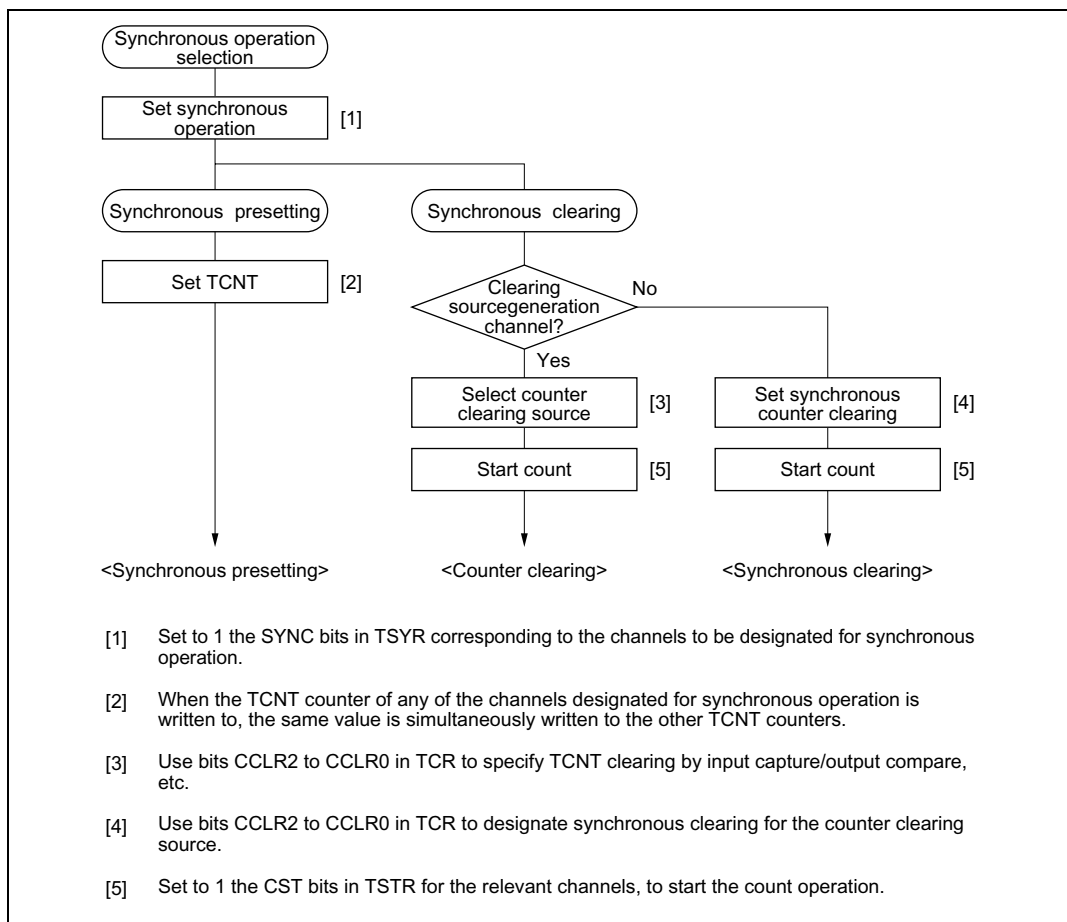 Synchronous operation
selection
Set synchronous
operation
[1]
Synchronous presetting
Synchronous clearing
Set TCNT
[2]
Clearing
sourcegeneration
channel?
No
Yes
Select counter
clearing source
[3]
Set synchronous
counter clearing
[4]
Start count
[5]
Start count
[5]
<Synchronous presetting>
<Counter clearing>
<Synchronous clearing>
[1] Set to 1 the SYNC bits in TSYR corresponding to the channels to be designated for synchronous
operation.
[2] When the TCNT counter of any of the channels designated for synchronous operation is
written to, the same value is simultaneously written to the other TCNT counters.
[3] Use bits CCLR2 to CCLR0 in TCR to specify TCNT clearing by input capture/output compare,
etc.
[4] Use bits CCLR2 to CCLR0 in TCR to designate synchronous clearing for the counter clearing
source.
[5] Set to 1 the CST bits in TSTR for the relevant channels, to start the count operation.